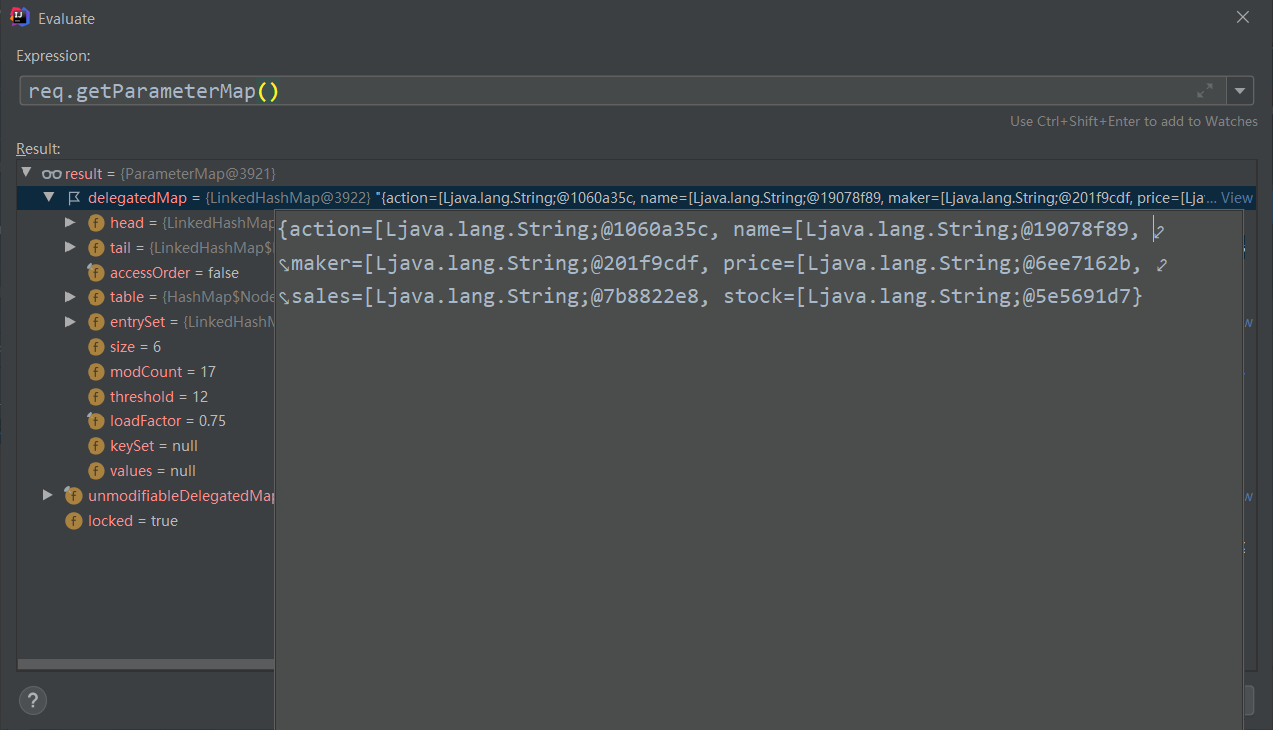 Evaluate
Expression:
req.getParameterMap()
Use Ctrl+Shift+Enter to add to Watches
Result:
result = {ParameterMap@3921}
delegatedMap = {LinkedHashMap@3922} "{action=[Ljava.lang.String;@1060a35c, name=[Ljava.lang.String;@19078f89, maker=[Ljava.lang.String;@201f9cdf, price=[Lja... View
head = {LinkedHashMap
{action=[Ljava.lang.String;@1060a35c, name=[Ljava.lang.String;@19078f89,
tail = {LinkedHashMap$
maker=[Ljava.lang.String;@201f9cdf, price=[Ljava.lang.String;@6ee7162b,
accessOrder = false
table = {HashMap$Node
sales=[Ljava.lang.String;@7b8822e8, stock=[Ljava.lang.String;@5e5691d7}
entrySet = {LinkedHash
size = 6
modCount = 17
threshold = 12
loadFactor = 0.75
keySet = null
values = null
unmodifiableDelegatedMap
locked = true
?